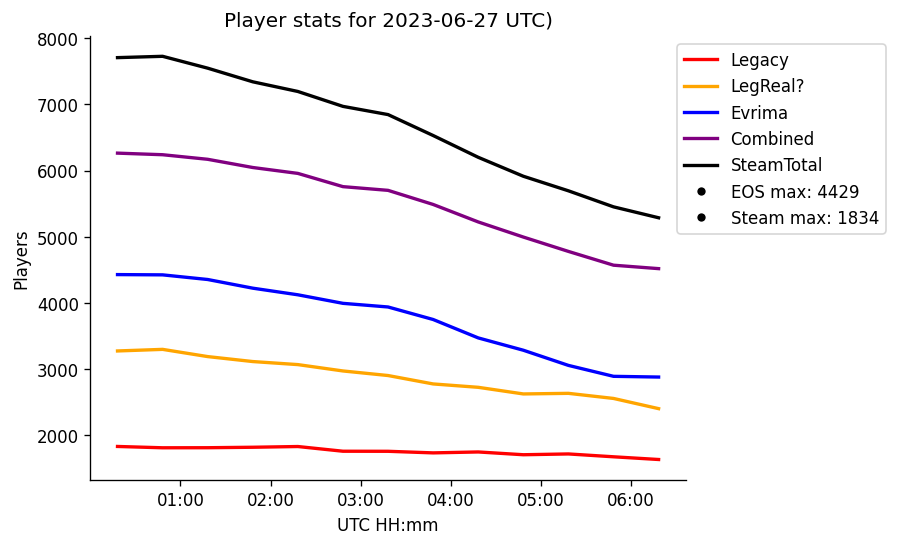 Player stats for 2023-06-27 UTC)
8000
7000
6000
5000
4000
3000
2000
Players
01:00 02:00 03:00 04:00 05:00 06:00
UTC HH:mm
Legacy
LegReal?
Evrima
Combined
SteamTotal
EOS max: 4429
Steam max: 1834